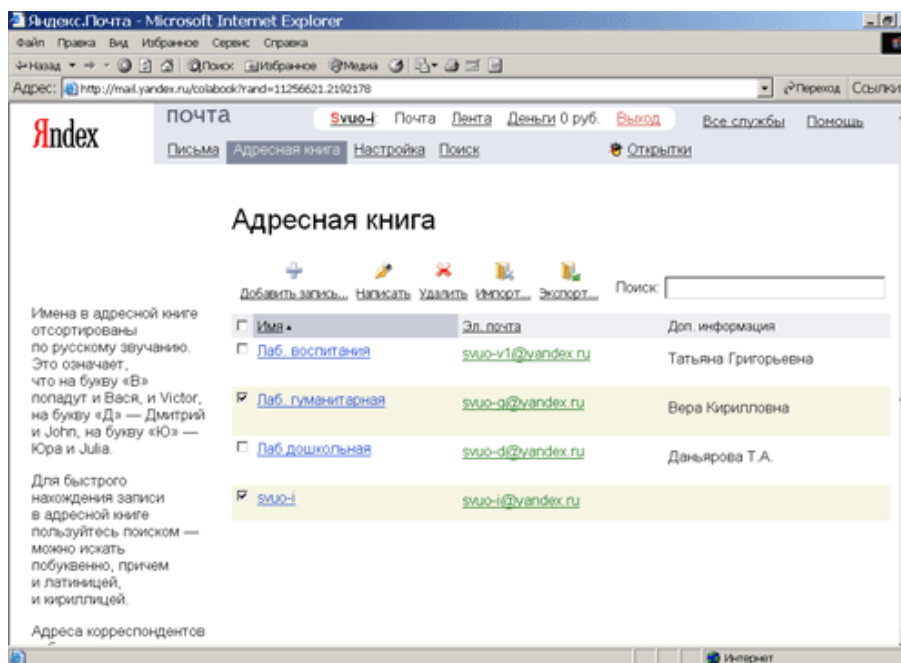 Яндекс.Почта - Microsoft Internet Explorer
Файл Правка Вид Избранное Сервис Справка
Назад Поиск Избранное Медиа
Адрес: http://mail.yandex.ru/colabook?rand=11256621.2192178 Переход Ссылки
Яndex
почта
Svuo-i: Почта Лента Деньги 0 руб. Выход Все службы Помощь
Письма Адресная книга Настройка Поиск Открытки
Адресная книга
Добавить запись... Написать Удалить Импорт... Экспорт... Поиск:
Имя Эл. почта Доп. информация
Лаб. воспитания svuo-v1@yandex.ru Татьяна Григорьевна
Лаб. гуманитарная svuo-g@yandex.ru Вера Кирилловна
Лаб дошкольная svuo-d@yandex.ru Даньярова Т.А.
svuo-i svuo-i@yandex.ru
Имена в адресной книге
отсортированы
по русскому звучанию.
Это означает,
что на букву «В»
попадут и Вася, и Victor,
на букву «Д» — Дмитрий
и John, на букву «Ю» —
Юра и Julia.
Для быстрого
нахождения записи
в адресной книге
пользуйтесь поиском —
можно искать
побуквенно, причем
и латиницей,
и кириллицей.
Адреса корреспондентов
Интернет